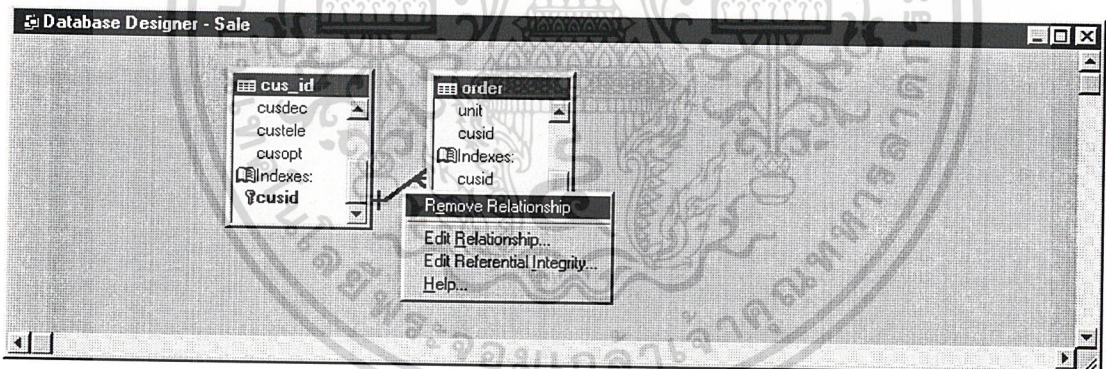 Database Designer - Sale
cus_id
cusdec
custele
cusopt
Indexes:
cusid
order
unit
cusid
Indexes:
cusid
Remove Relationship
Edit Relationship...
Edit Referential Integrity...
Help...